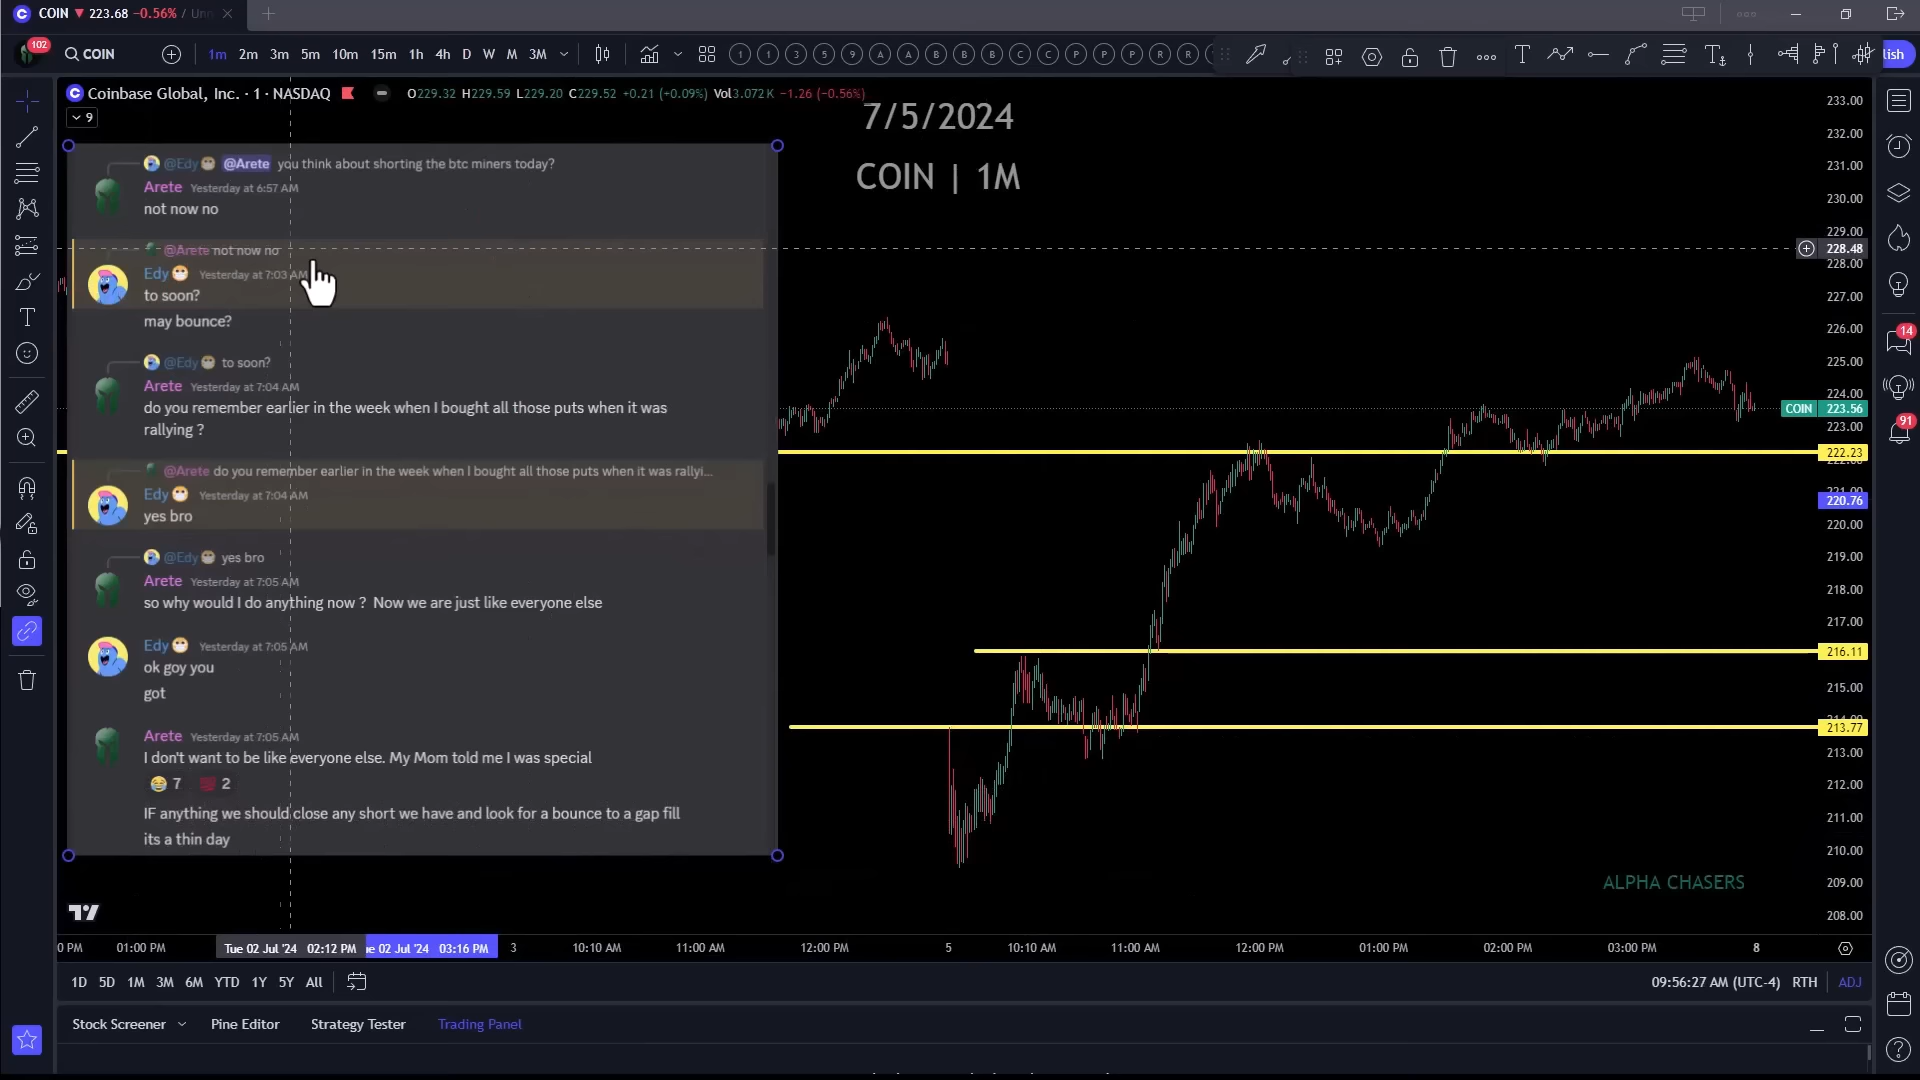 COIN ▼ 223.68 -0.56% / Un
102
COIN
1m 2m 3m 5m 10m 15m 1h 4h D W M 3M
1 1 3 5 9 A A B B B C C P P P R R
lish
Coinbase Global, Inc. · 1 · NASDAQ
O229.32 H229.59 L229.20 C229.52 +0.21 (+0.09%) Vol3.072K -1.26 (-0.56%)
9
7/5/2024
COIN | 1M
@Edy @Arete you think about shorting the btc miners today?
Arete Yesterday at 6:57 AM
not now no
@Arete not now no
Edy Yesterday at 7:03 AM
to soon?
may bounce?
@Edy to soon?
Arete Yesterday at 7:04 AM
do you remember earlier in the week when I bought all those puts when it was
rallying ?
@Arete do you remember earlier in the week when I bought all those puts when it was rallyi...
Edy Yesterday at 7:04 AM
yes bro
@Edy yes bro
Arete Yesterday at 7:05 AM
so why would I do anything now ? Now we are just like everyone else
Edy Yesterday at 7:05 AM
ok goy you
got
Arete Yesterday at 7:05 AM
I don't want to be like everyone else. My Mom told me I was special
7 2
IF anything we should close any short we have and look for a bounce to a gap fill
its a thin day
233.00
232.00
231.00
230.00
229.00
228.48
228.00
227.00
226.00
225.00
224.00
COIN 223.56
223.00
222.23
221.00
220.76
220.00
219.00
218.00
217.00
216.11
215.00
213.77
213.00
212.00
211.00
210.00
209.00
208.00
14
91
ALPHA CHASERS
0 PM 01:00 PM Tue 02 Jul '24 02:12 PM e 02 Jul '24 03:16 PM 3 10:10 AM 11:00 AM 12:00 PM 5 10:10 AM 11:00 AM 12:00 PM 01:00 PM 02:00 PM 03:00 PM 8
1D 5D 1M 3M 6M YTD 1Y 5Y All
09:56:27 AM (UTC-4) RTH ADJ
Stock Screener Pine Editor Strategy Tester Trading Panel